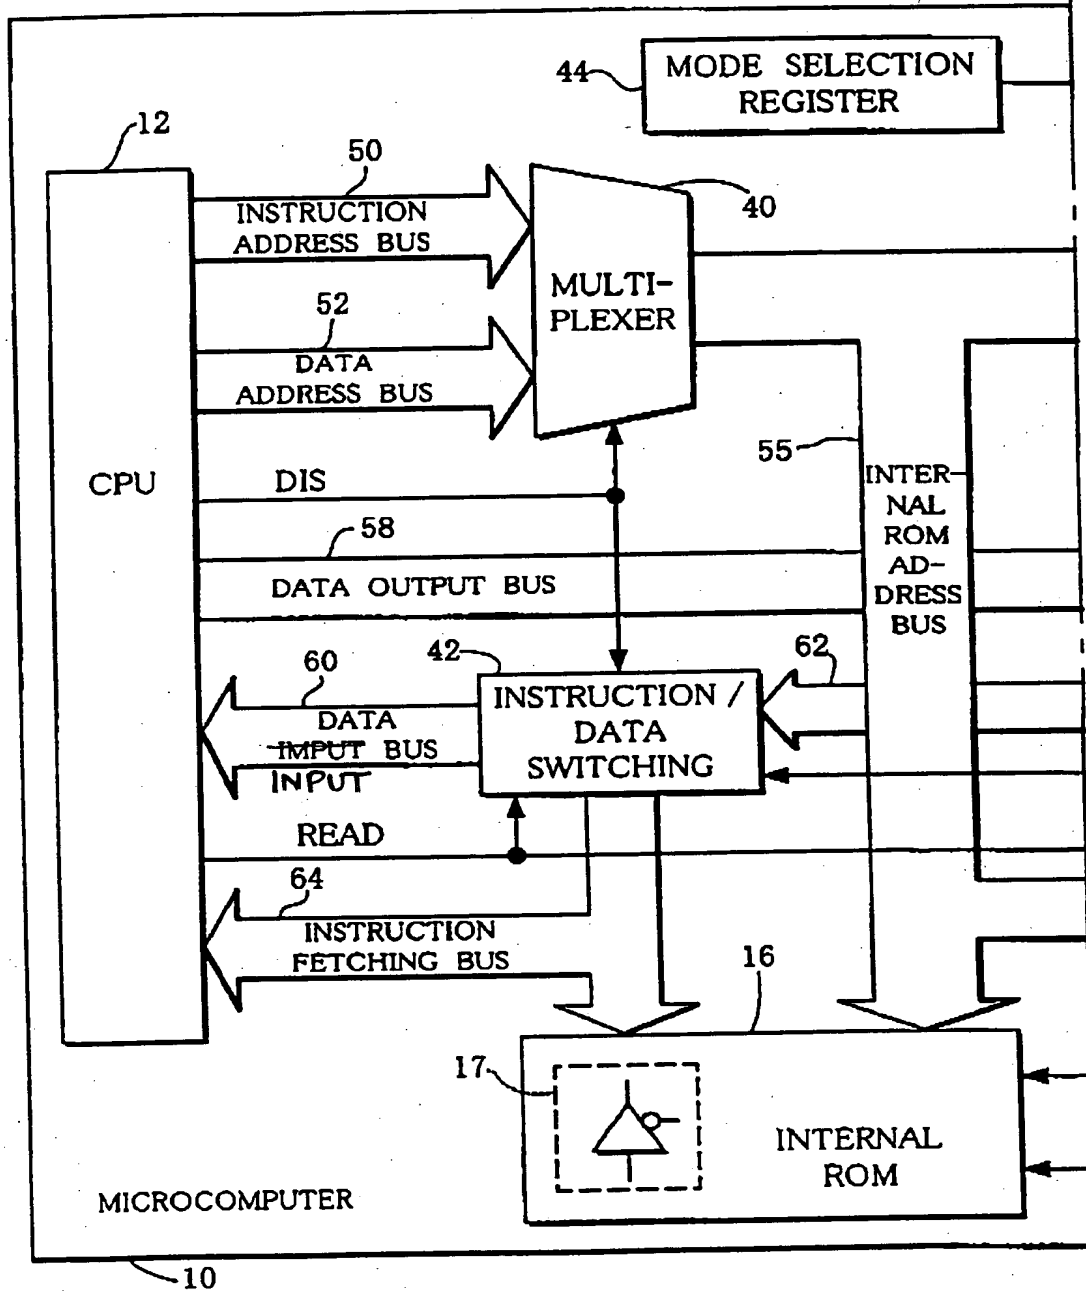 44
MODE SELECTION
REGISTER
12
50
INSTRUCTION
ADDRESS BUS
40
MULTI-
PLEXER
52
DATA
ADDRESS BUS
CPU
DIS
55
INTER-
NAL
ROM
AD-
DRESS
BUS
58
DATA OUTPUT BUS
42
INSTRUCTION /
DATA
SWITCHING
62
60
DATA
IMPUT BUS
INPUT
READ
64
INSTRUCTION
FETCHING BUS
16
17
INTERNAL
ROM
MICROCOMPUTER
10